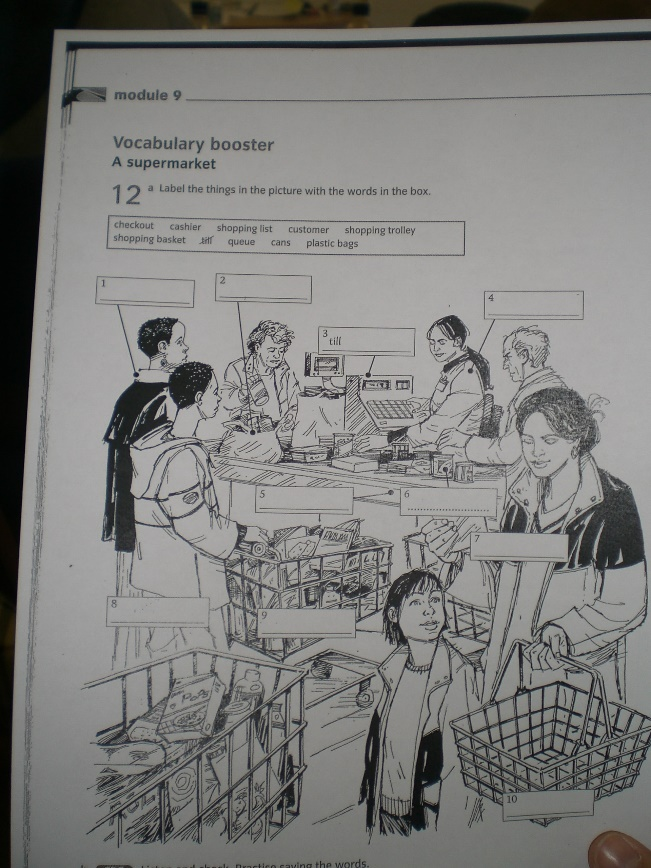 module 9
Vocabulary booster
A supermarket
12 a Label the things in the picture with the words in the box.
checkout cashier shopping list customer shopping trolley
shopping basket till queue cans plastic bags
1
2
3 till
4
5
6
7
8
9
10
Listen and check. Practise saying the words.